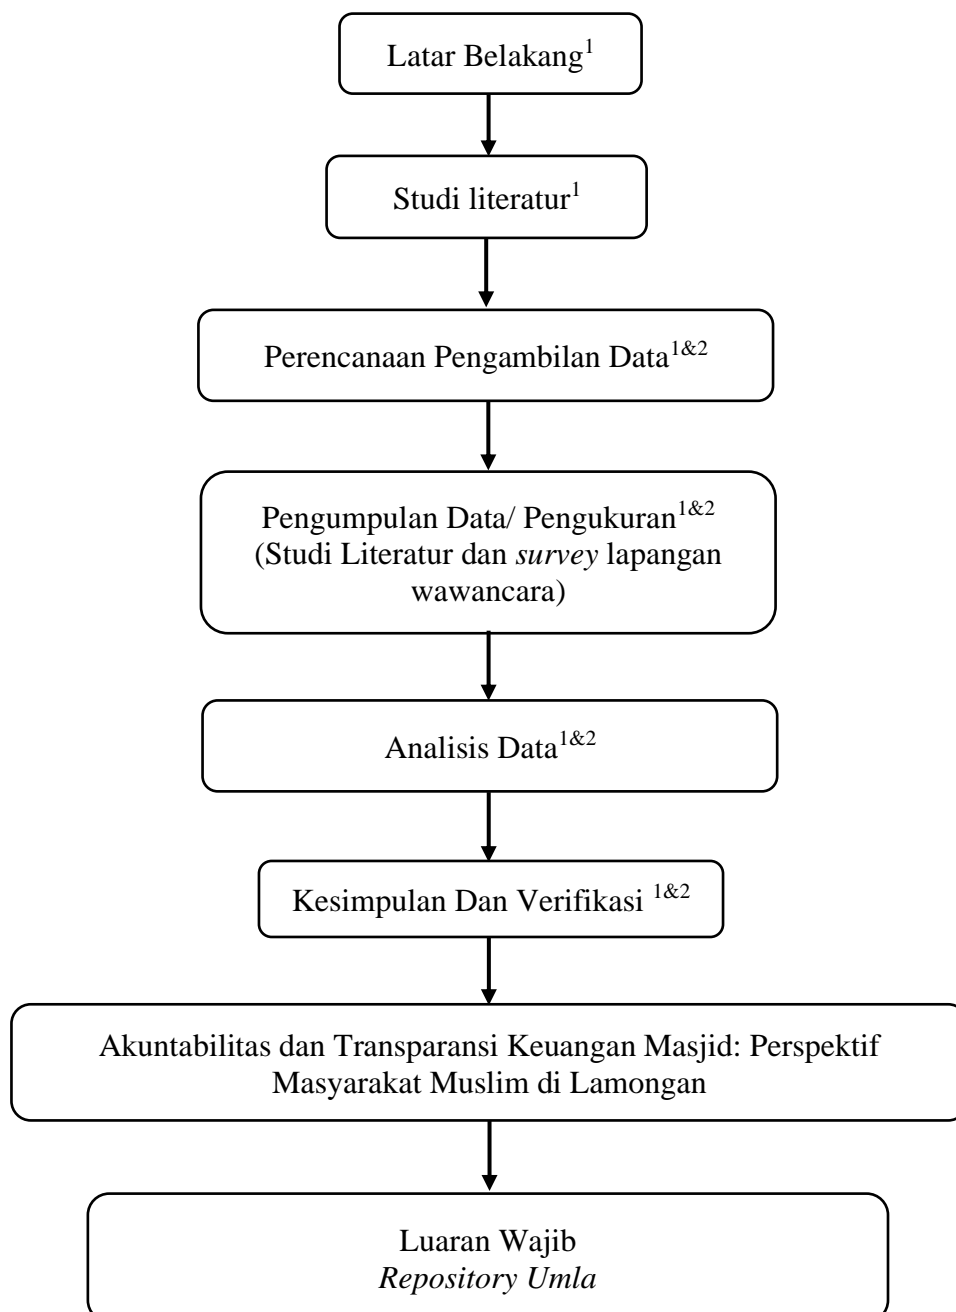 Latar Belakang¹
Studi literatur¹
Perencanaan Pengambilan Data¹&²
Pengumpulan Data/ Pengukuran¹&²
(Studi Literatur dan survey lapangan
wawancara)
Analisis Data¹&²
Kesimpulan Dan Verifikasi ¹&²
Akuntabilitas dan Transparansi Keuangan Masjid: Perspektif
Masyarakat Muslim di Lamongan
Luaran Wajib
Repository Umla